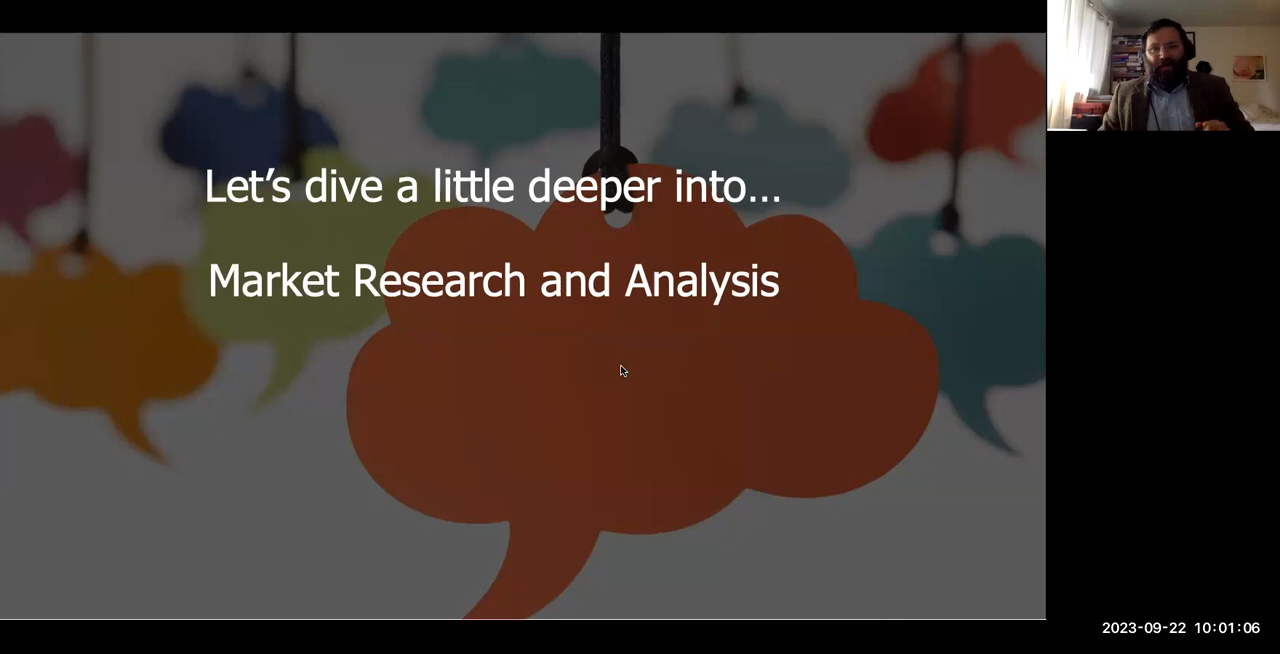 Let’s dive a little deeper into...
Market Research and Analysis
2023-09-22 10:01:06